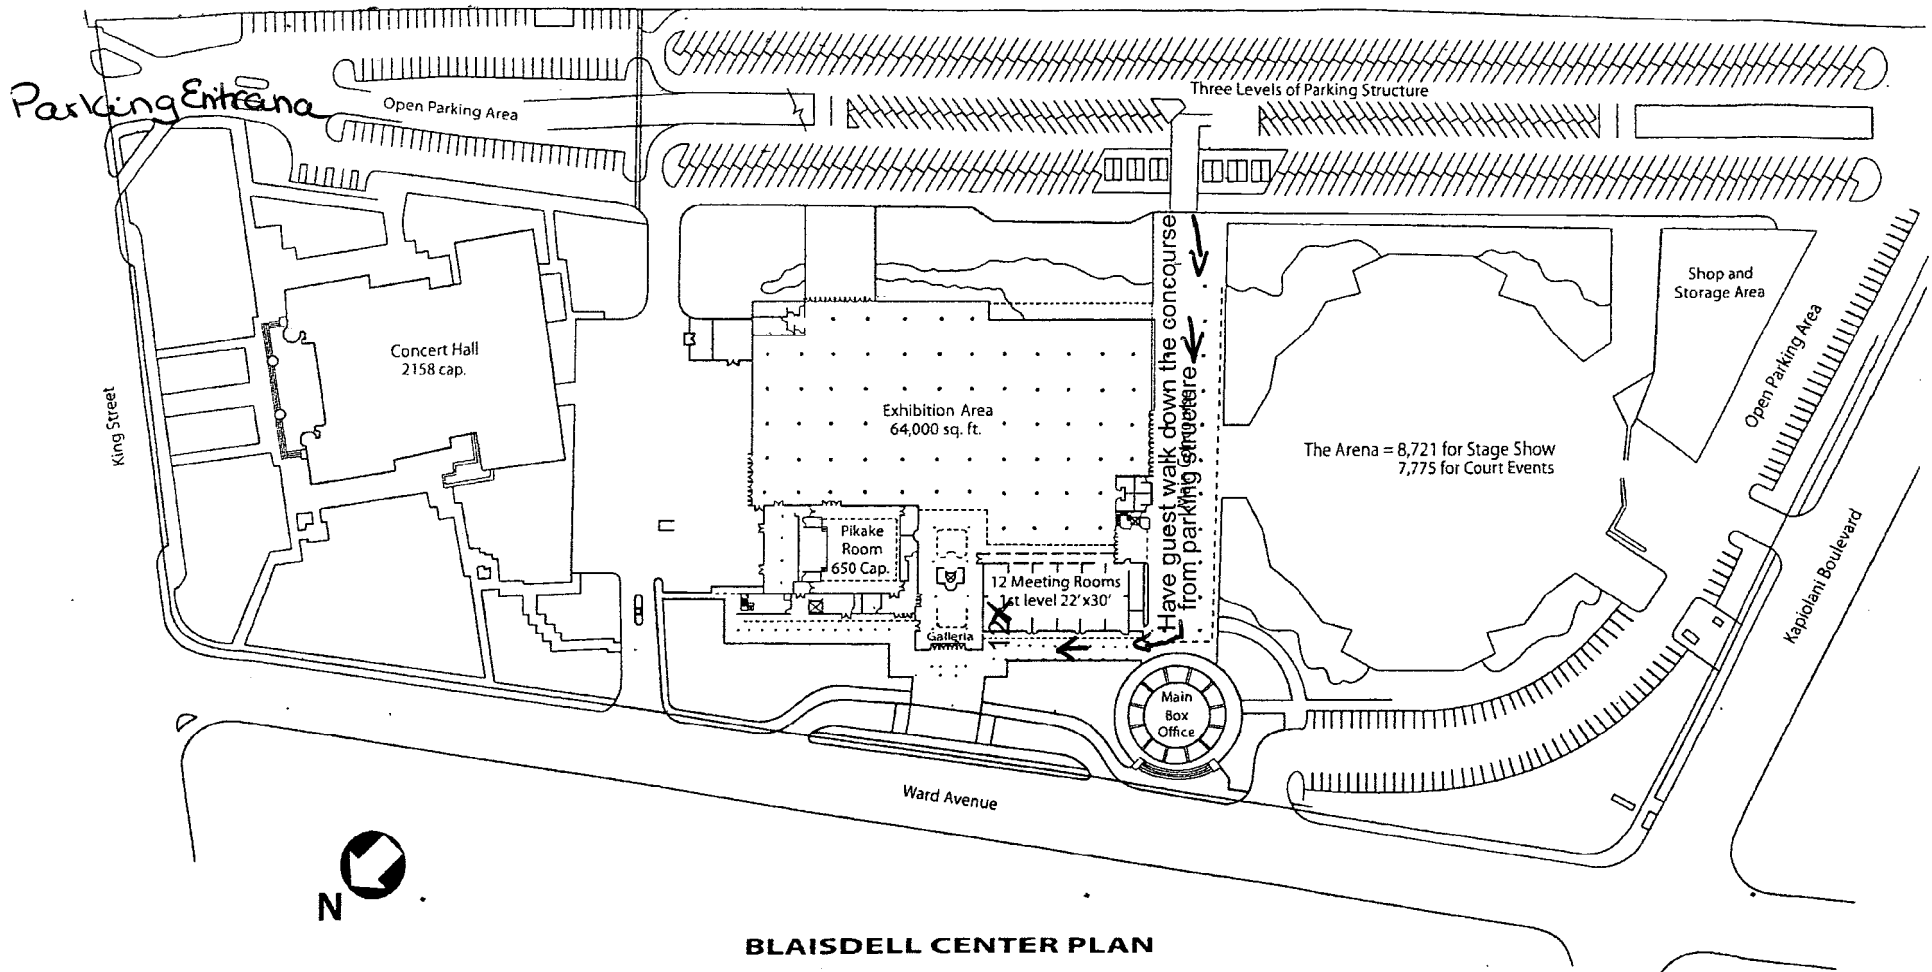 Parking Entrana
Open Parking Area
Three Levels of Parking Structure
Shop and
Storage Area
Concert Hall
2158 cap.
King Street
Exhibition Area
64,000 sq. ft.
Have guest walk down the concourse
from parking structure
The Arena = 8,721 for Stage Show
7,775 for Court Events
Open Parking Area
Kapiolani Boulevard
Pikake
Room
650 Cap.
12 Meeting Rooms
1st level 22'x30'
X
Galleria
Main
Box
Office
Ward Avenue
N
BLAISDELL CENTER PLAN